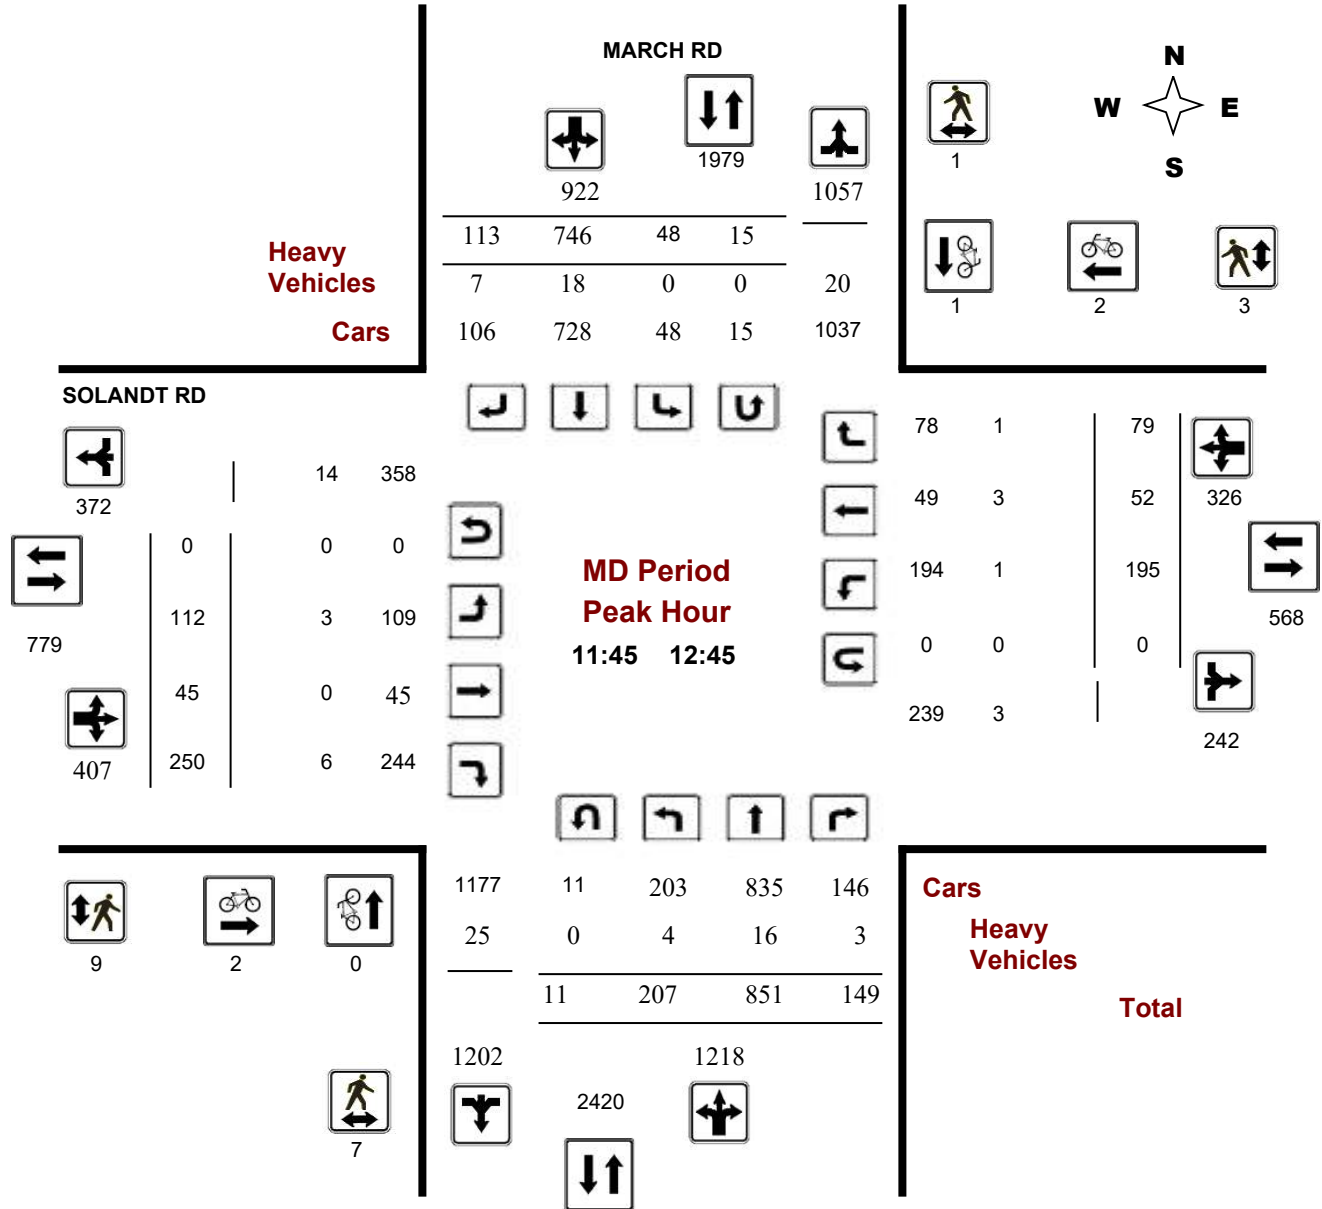 MARCH RD
N
W E
S
1979
1
922 1057
113 746 48 15
Heavy
Vehicles
7 18 0 0 20
1 2 3
Cars
106 728 48 15 1037
SOLANDT RD
78 1 79
14 358
372
49 3 52 326
0 0 0
MD Period
194 1 195
Peak Hour
112 3 109
568
779
11:45 12:45
0 0 0
45 0 45
239 3
242
407 250 6 244
1177 11 203 835 146
Cars
25 0 4 16 3
Heavy
Vehicles
9 2 0
11 207 851 149
Total
1202 1218
2420
7